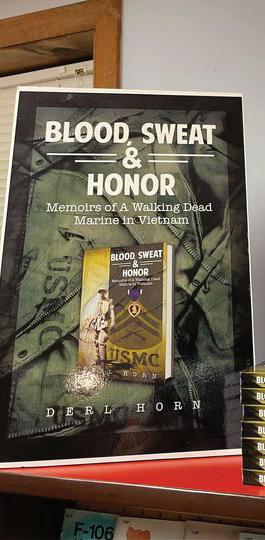 BLOOD, SWEAT
&
HONOR
Memoirs of A Walking Dead
Marine in Vietnam
BLOOD, SWEAT
&
HONOR
Memoirs of A Walking Dead
Marine in Vietnam
USMC
HORN
DERL HORN
F-106